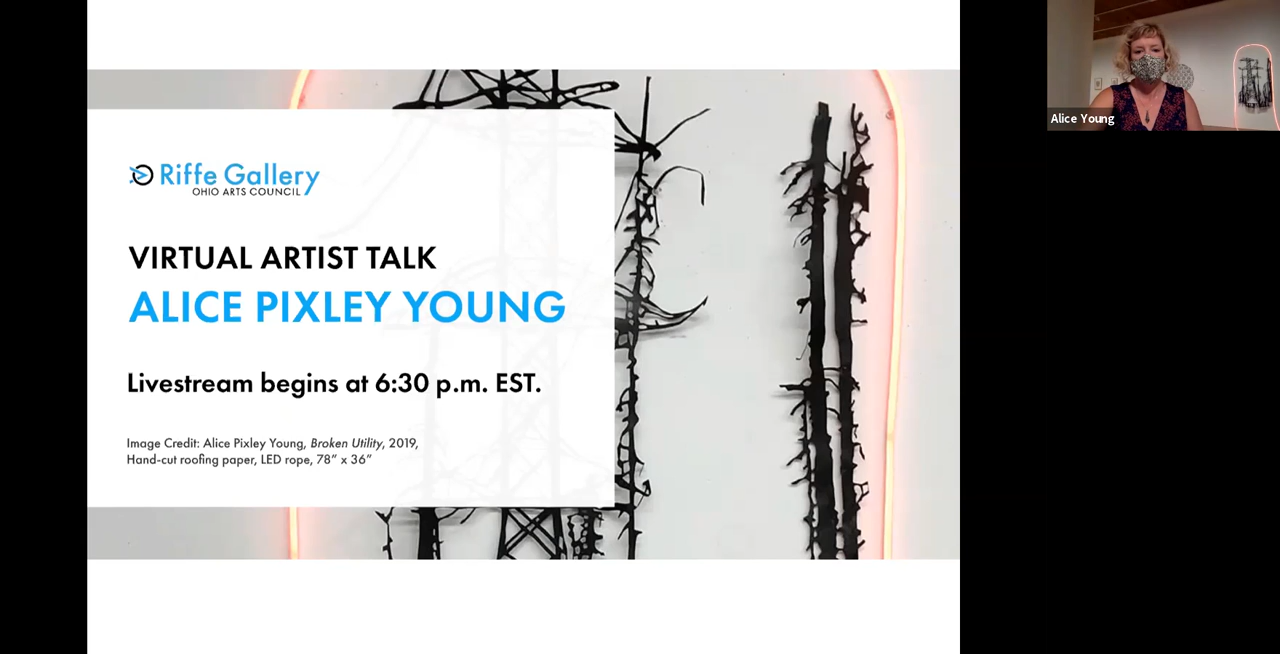 Riffe Gallery
OHIO ARTS COUNCIL
VIRTUAL ARTIST TALK
ALICE PIXLEY YOUNG
Livestream begins at 6:30 p.m. EST.
Image Credit: Alice Pixley Young, Broken Utility, 2019,
Hand-cut roofing paper, LED rope, 78” x 36”
Alice Young